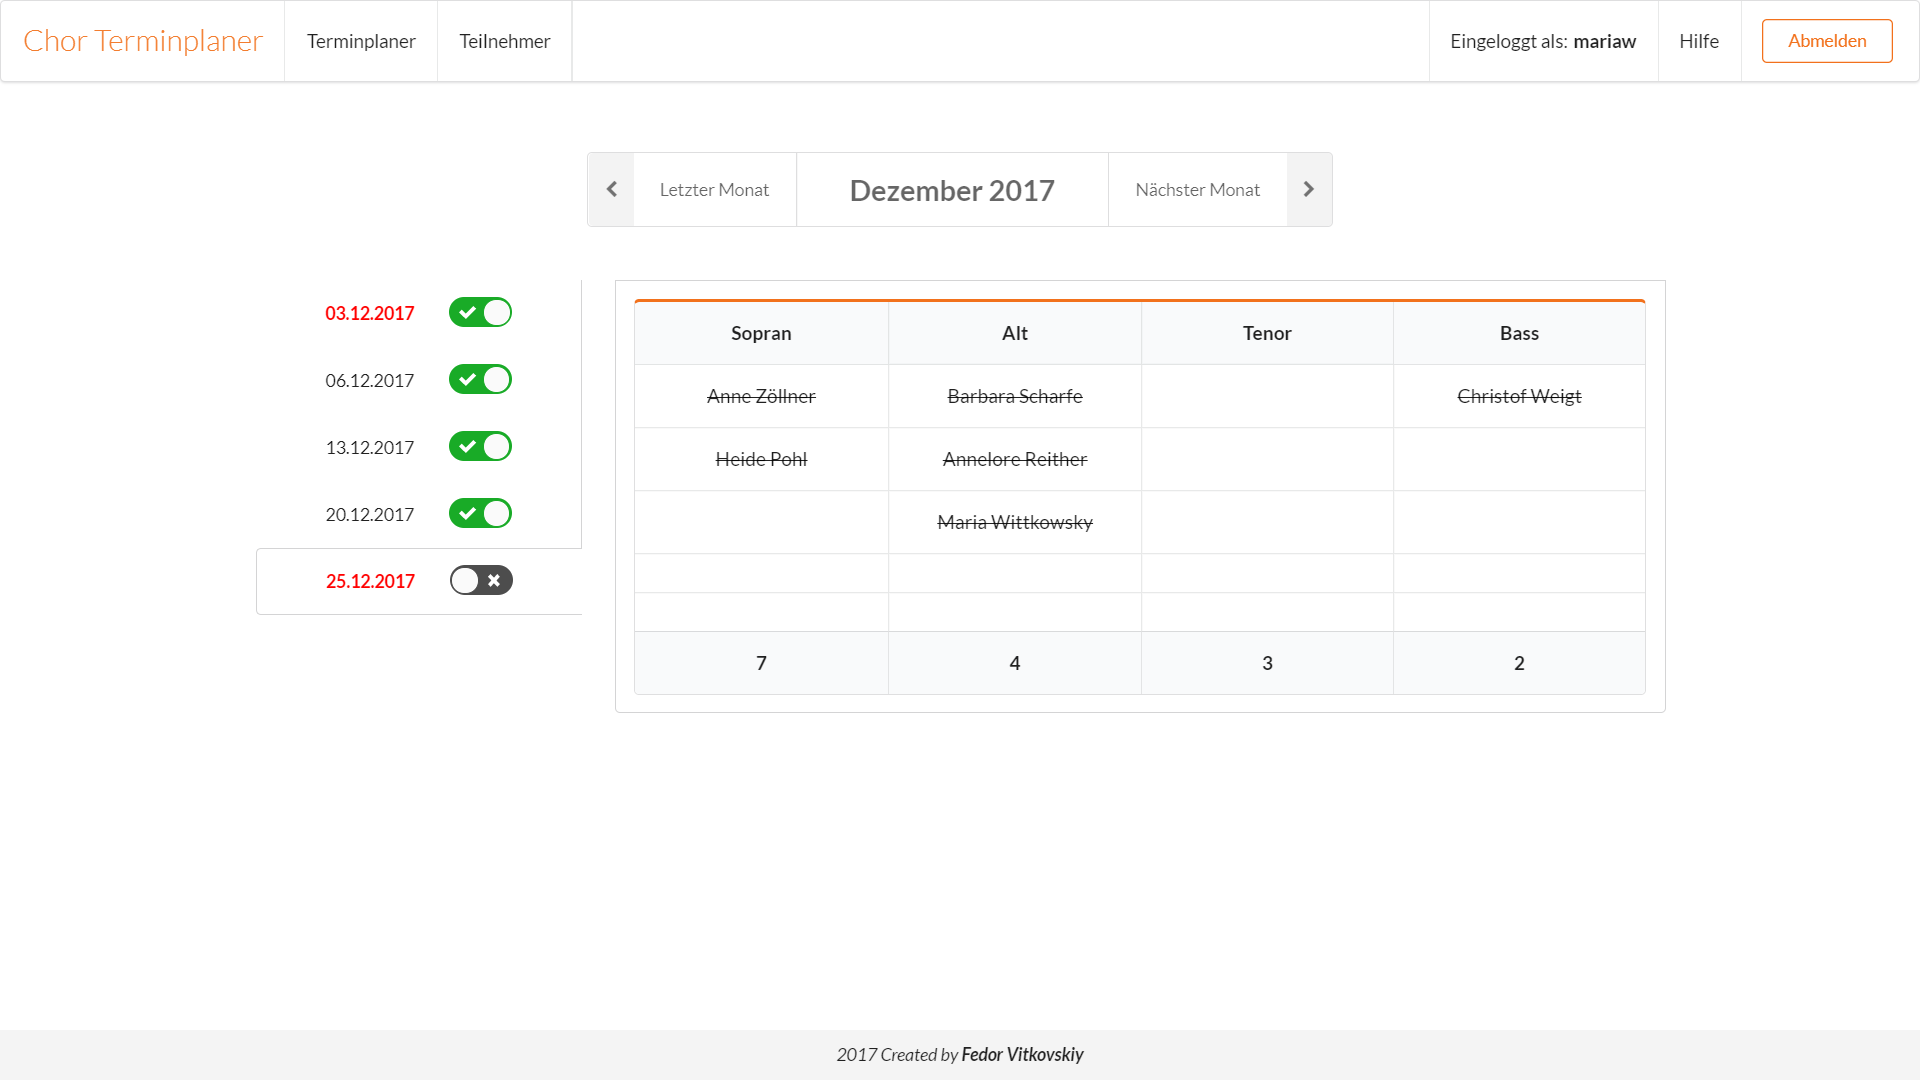 Chor Terminplaner Terminplaner Teilnehmer Eingeloggt als: mariaw Hilfe Abmelden
Letzter Monat Dezember 2017 Nächster Monat
03.12.2017
06.12.2017
13.12.2017
20.12.2017
25.12.2017
Sopran Alt Tenor Bass
Anne Zöllner Barbara Scharfe Christof Weigt
Heide Pohl Annelore Reither
Maria Wittkowsky
7 4 3 2
2017 Created by Fedor Vitkovskiy